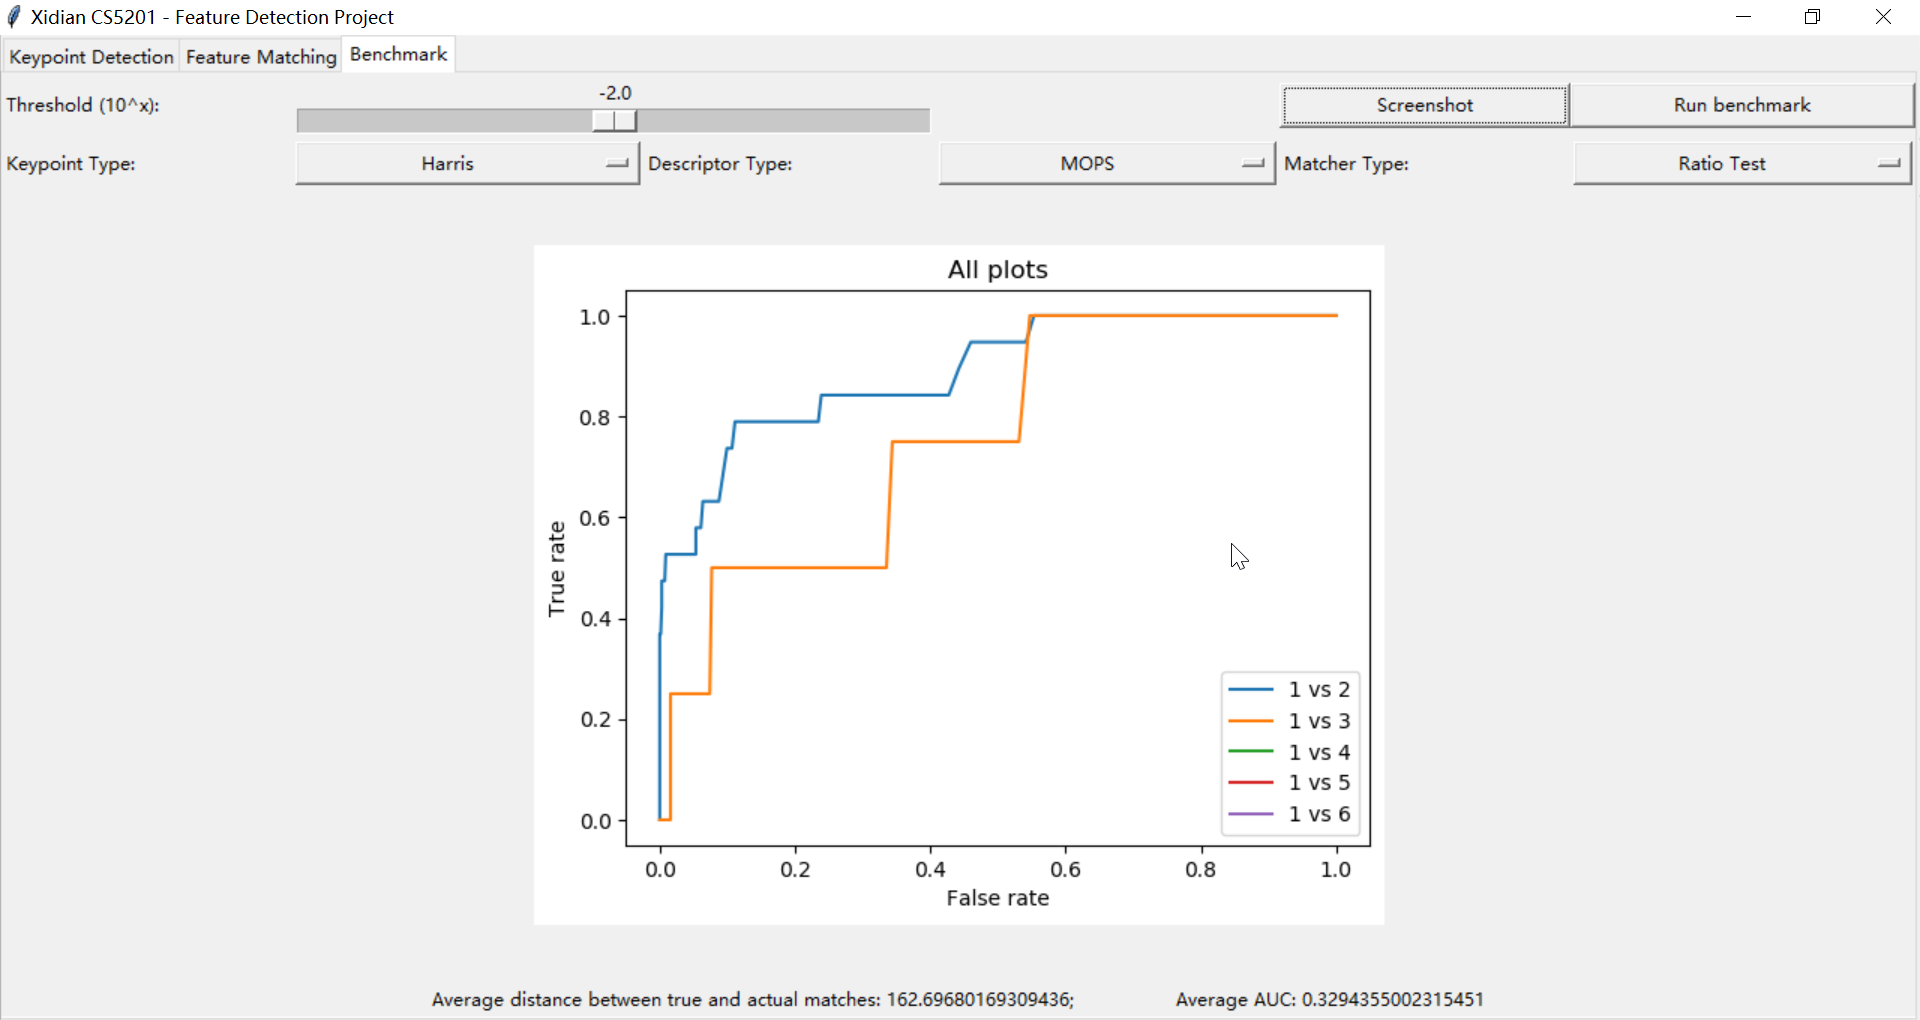 Xidian CS5201 - Feature Detection Project
Keypoint Detection Feature Matching Benchmark
Threshold (10^x):
-2.0
Screenshot
Run benchmark
Keypoint Type:
Harris
Descriptor Type:
MOPS
Matcher Type:
Ratio Test
All plots
1.0
0.8
0.6
0.4
0.2
0.0
True rate
0.0 0.2 0.4 0.6 0.8 1.0
False rate
1 vs 2
1 vs 3
1 vs 4
1 vs 5
1 vs 6
Average distance between true and actual matches: 162.69680169309436;
Average AUC: 0.3294355002315451